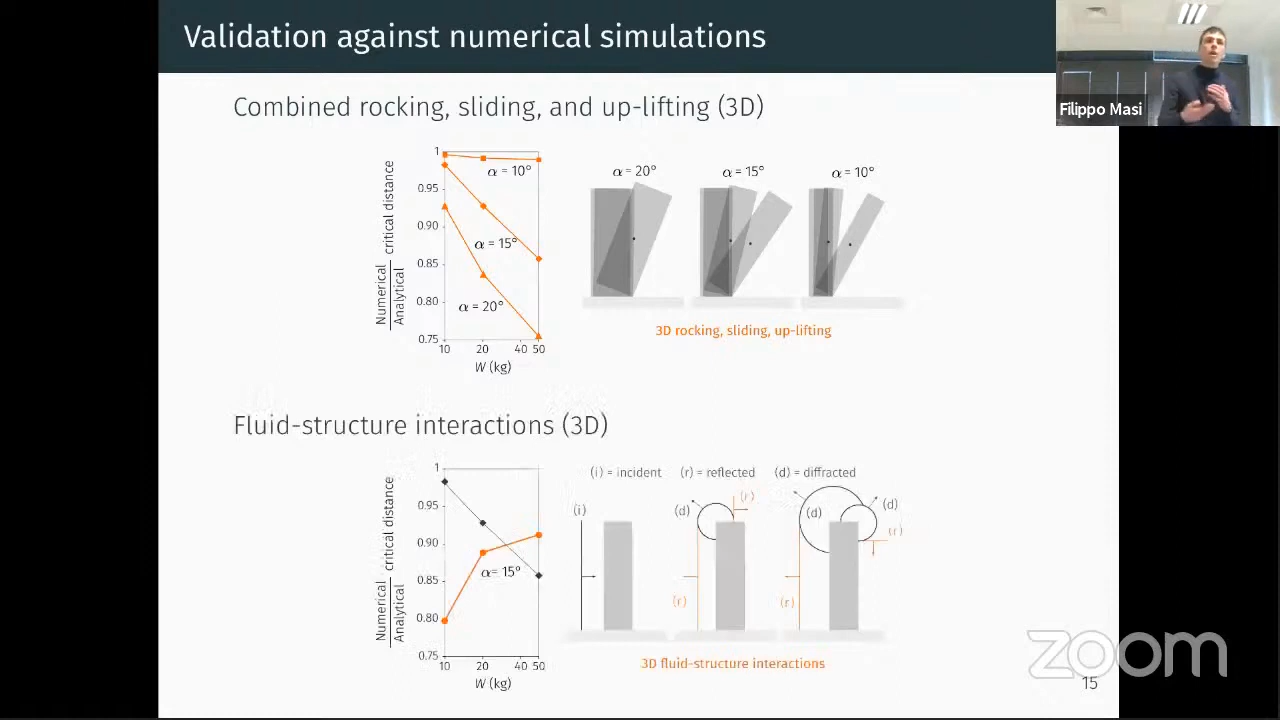 Validation against numerical simulations
Filippo Masi
Combined rocking, sliding, and up-lifting (3D)
Numerical
Analytical
critical distance
1
0.95
0.90
0.85
0.80
0.75
α = 10°
α = 15°
α = 20°
10
20
40
50
W (kg)
α = 20°
α = 15°
α = 10°
3D rocking, sliding, up-lifting
Fluid-structure interactions (3D)
Numerical
Analytical
critical distance
1
0.95
0.90
0.85
0.80
0.75
α = 15°
10
20
40
50
W (kg)
(i) = incident
(r) = reflected
(d) = diffracted
(i)
(d)
(r)
(r)
(d)
(d)
(r)
(r)
3D fluid-structure interactions
zoom
15